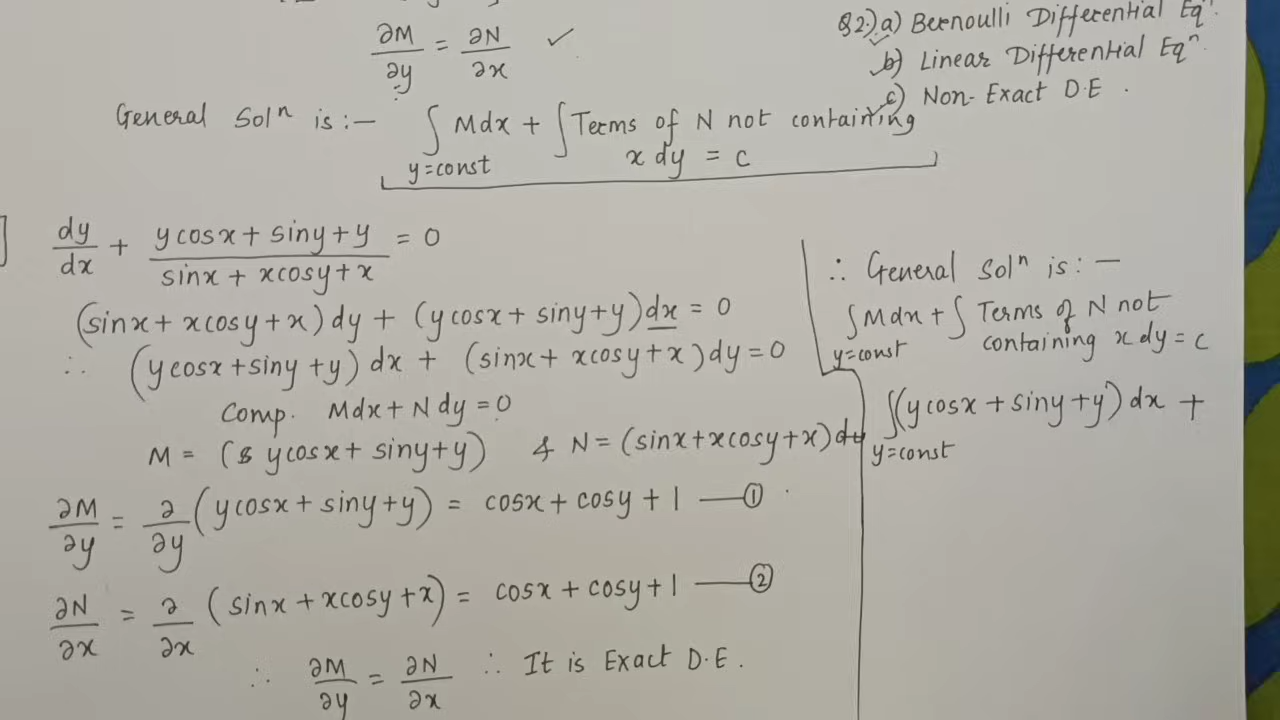 ∂M/∂y = ∂N/∂x ✓
Q2.) a) Bernoulli Differential Eqⁿ.
b) Linear Differential Eqⁿ.
c) Non-Exact D.E.
General Solⁿ is :— ∫ Mdx + ∫ Terms of N not containing
y=const x dy = c
dy/dx + (ycosx + siny + y)/(sinx + xcosy + x) = 0
(sinx + xcosy + x) dy + (ycosx + siny + y) dx = 0
∴ (ycosx + siny + y) dx + (sinx + xcosy + x) dy = 0
Comp. Mdx + Ndy = 0
M = (ycosx + siny + y) & N = (sinx + xcosy + x) dy
∂M/∂y = ∂/∂y (ycosx + siny + y) = cosx + cosy + 1 —— ①
∂N/∂x = ∂/∂x (sinx + xcosy + x) = cosx + cosy + 1 —— ②
∴ ∂M/∂y = ∂N/∂x ∴ It is Exact D.E.
∴ General Solⁿ is :—
∫ Mdx + ∫ Terms of N not
y=const containing x dy = c
∫ (ycosx + siny + y) dx +
y=const